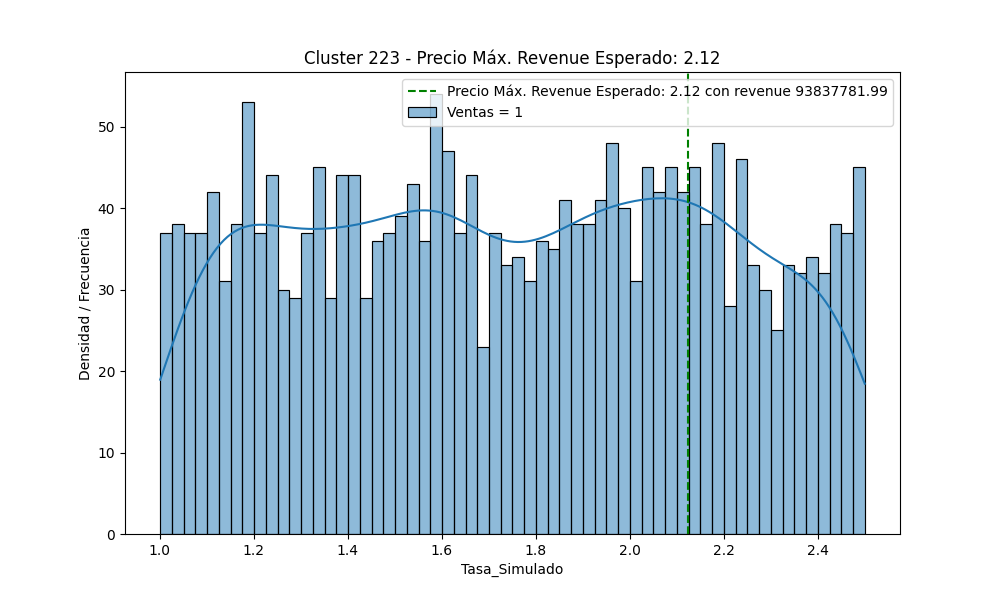 Cluster 223 - Precio Máx. Revenue Esperado: 2.12
Precio Máx. Revenue Esperado: 2.12 con revenue 93837781.99
Ventas = 1
Densidad / Frecuencia
50
40
30
20
10
0
1.0 1.2 1.4 1.6 1.8 2.0 2.2 2.4
Tasa_Simulado